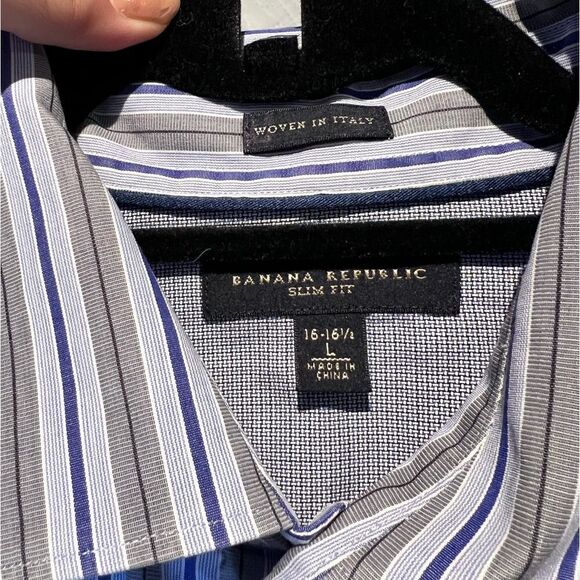 WOVEN IN ITALY
BANANA REPUBLIC
SLIM FIT
16-16½
L
MADE IN
CHINA